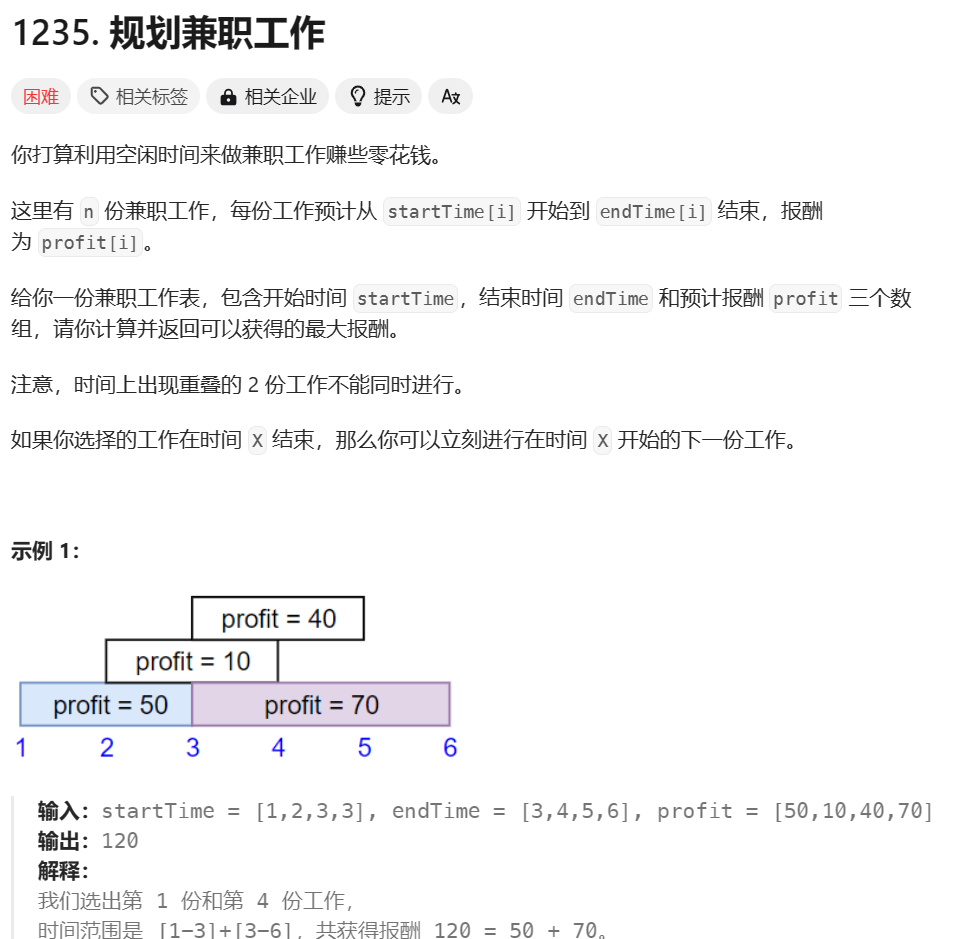 1235. 规划兼职工作
困难 相关标签 相关企业 提示 Aあ
你打算利用空闲时间来做兼职工作赚些零花钱。
这里有 n 份兼职工作，每份工作预计从 startTime[i] 开始到 endTime[i] 结束，报酬
为 profit[i]。
给你一份兼职工作表，包含开始时间 startTime，结束时间 endTime 和预计报酬 profit 三个数
组，请你计算并返回可以获得的最大报酬。
注意，时间上出现重叠的 2 份工作不能同时进行。
如果你选择的工作在时间 X 结束，那么你可以立刻进行在时间 X 开始的下一份工作。
示例 1：
profit = 40
profit = 10
profit = 50 profit = 70
1 2 3 4 5 6
输入：startTime = [1,2,3,3], endTime = [3,4,5,6], profit = [50,10,40,70]
输出：120
解释：
我们选出第 1 份和第 4 份工作，
时间范围是 [1-3]+[3-6]，共获得报酬 120 = 50 + 70。